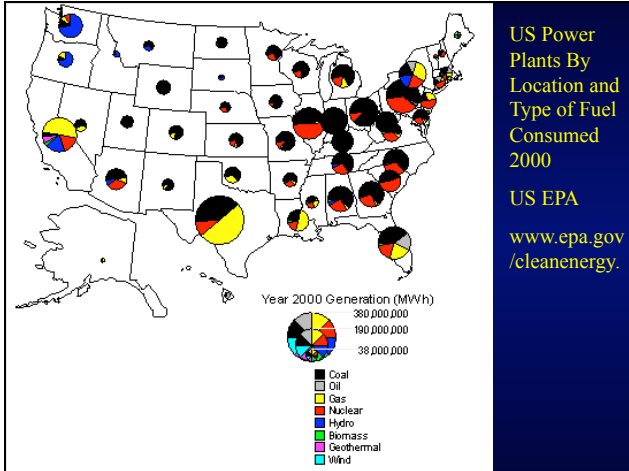 US Power
Plants By
Location and
Type of Fuel
Consumed
2000
US EPA
www.epa.gov
/cleanenergy.
Year 2000 Generation (MWh)
380,000,000
190,000,000
38,000,000
Coal
Oil
Gas
Nuclear
Hydro
Biomass
Geothermal
Wind